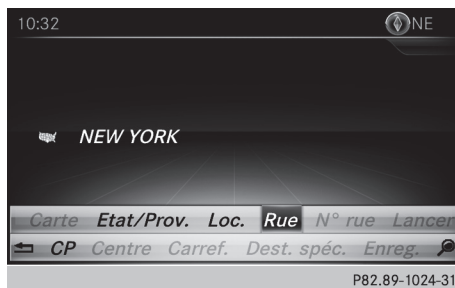 10:32 NE
NEW YORK
Carte Etat/Prov. Loc. Rue N° rue Lancer
CP Centre Carref. Dest. spéc. Enreg.
P82.89-1024-31